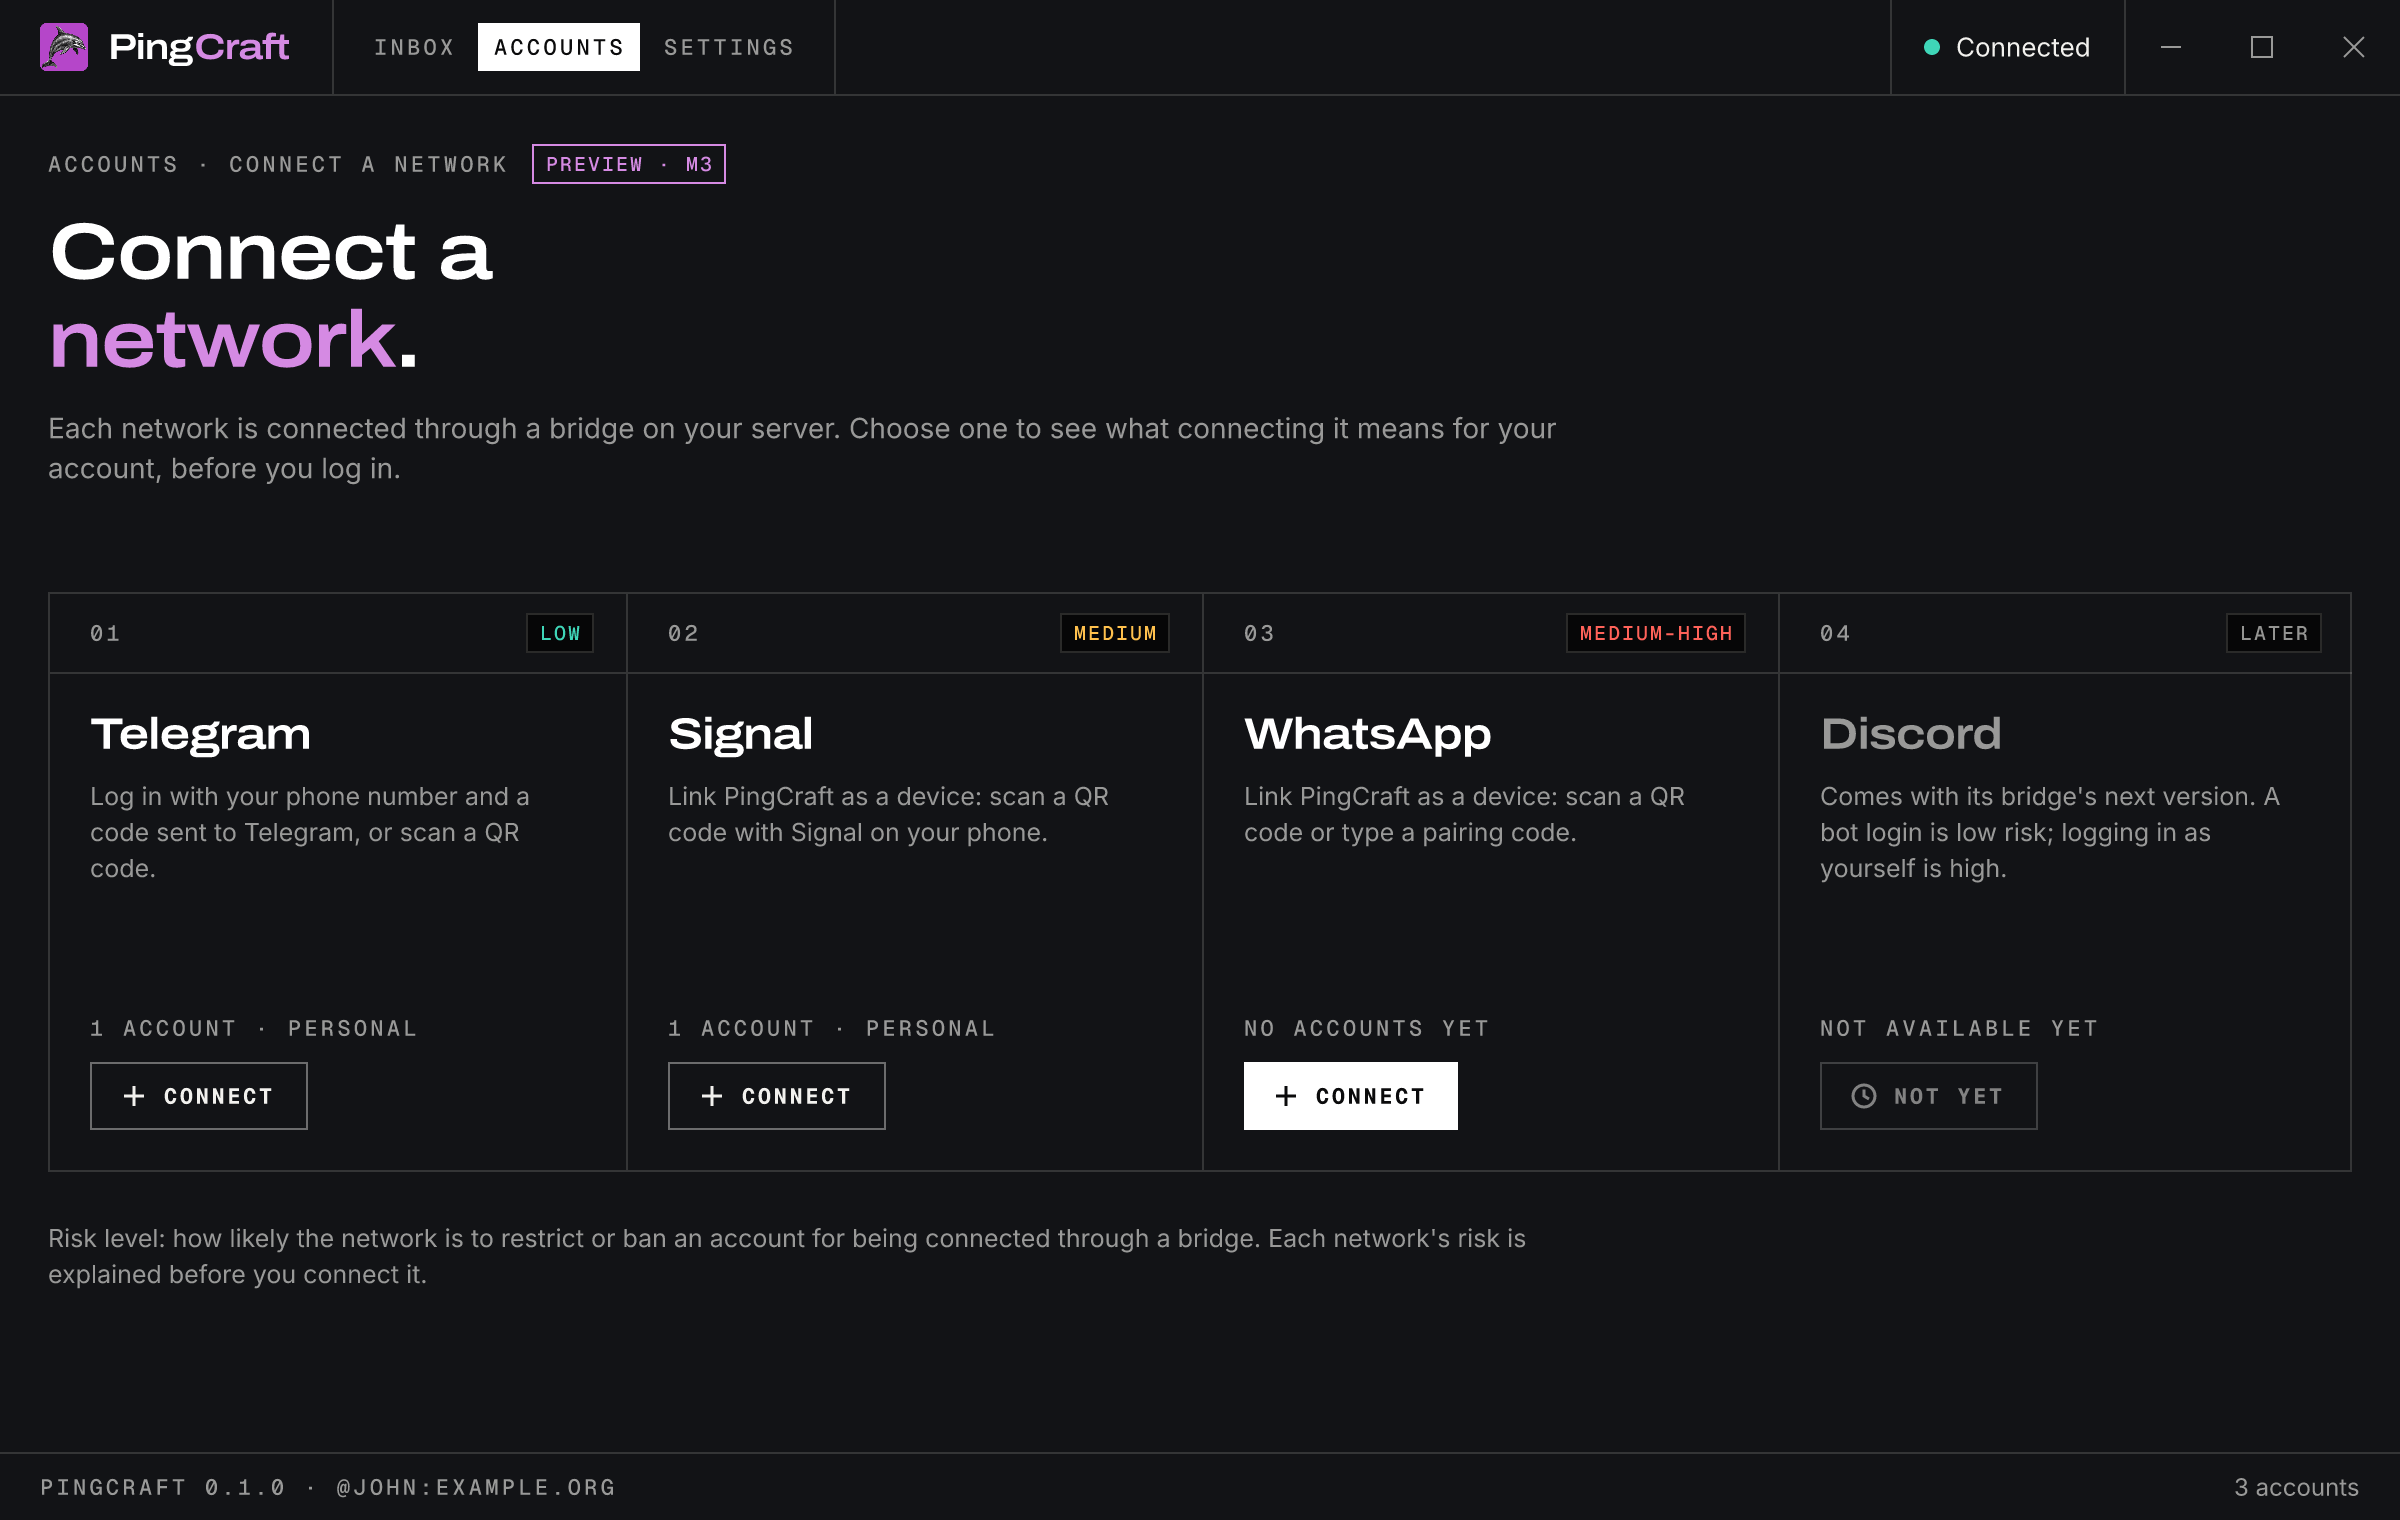 PingCraft
INBOX
ACCOUNTS
SETTINGS
Connected
ACCOUNTS · CONNECT A NETWORK
PREVIEW · M3
Connect a
network.
Each network is connected through a bridge on your server. Choose one to see what connecting it means for your
account, before you log in.
01
LOW
Telegram
Log in with your phone number and a
code sent to Telegram, or scan a QR
code.
1 ACCOUNT · PERSONAL
+ CONNECT
02
MEDIUM
Signal
Link PingCraft as a device: scan a QR
code with Signal on your phone.
1 ACCOUNT · PERSONAL
+ CONNECT
03
MEDIUM-HIGH
WhatsApp
Link PingCraft as a device: scan a QR
code or type a pairing code.
NO ACCOUNTS YET
+ CONNECT
04
LATER
Discord
Comes with its bridge's next version. A
bot login is low risk; logging in as
yourself is high.
NOT AVAILABLE YET
NOT YET
Risk level: how likely the network is to restrict or ban an account for being connected through a bridge. Each network's risk is
explained before you connect it.
PINGCRAFT 0.1.0 · @JOHN:EXAMPLE.ORG
3 accounts